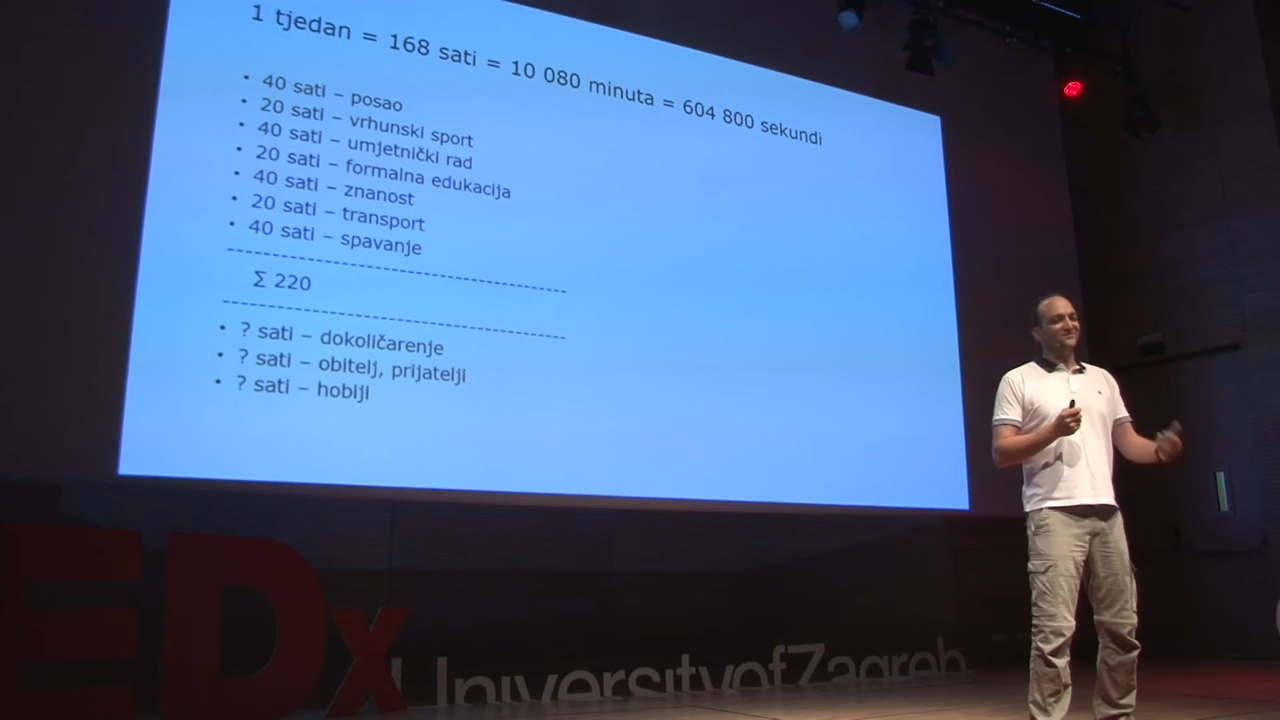 1 tjedan = 168 sati = 10 080 minuta = 604 800 sekundi
• 40 sati – posao
• 20 sati – vrhunski sport
• 40 sati – umjetnički rad
• 20 sati – formalna edukacija
• 40 sati – znanost
• 20 sati – transport
• 40 sati – spavanje
--------------------------------------------
∑ 220
--------------------------------------------
• ? sati – dokoličarenje
• ? sati – obitelj, prijatelji
• ? sati – hobiji
EDx
UniversityofZagreb